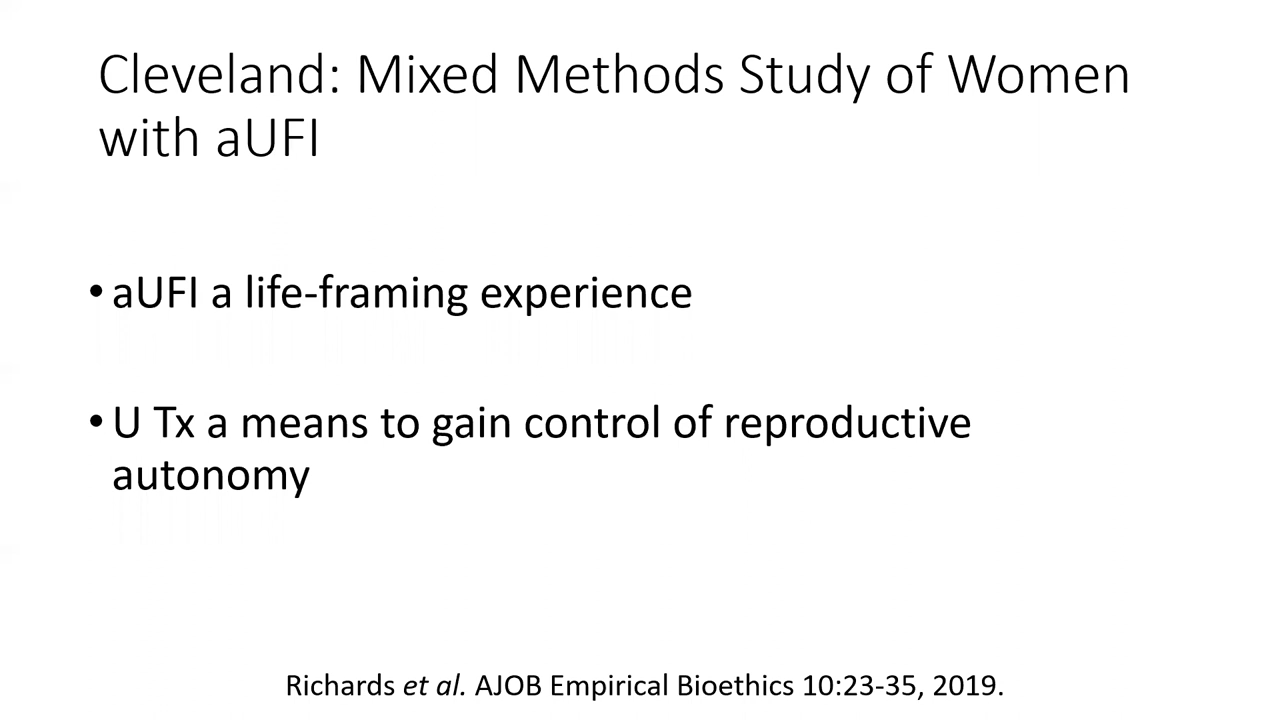 Cleveland: Mixed Methods Study of Women
with aUFI
• aUFI a life-framing experience
• U Tx a means to gain control of reproductive
autonomy
Richards et al. AJOB Empirical Bioethics 10:23-35, 2019.